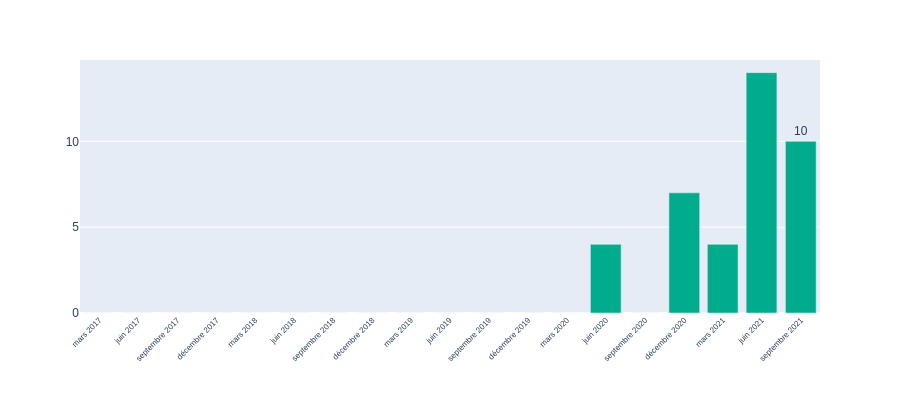 10
10
5
0
mars 2017
juin 2017
septembre 2017
décembre 2017
mars 2018
juin 2018
septembre 2018
décembre 2018
mars 2019
juin 2019
septembre 2019
décembre 2019
mars 2020
juin 2020
septembre 2020
décembre 2020
mars 2021
juin 2021
septembre 2021